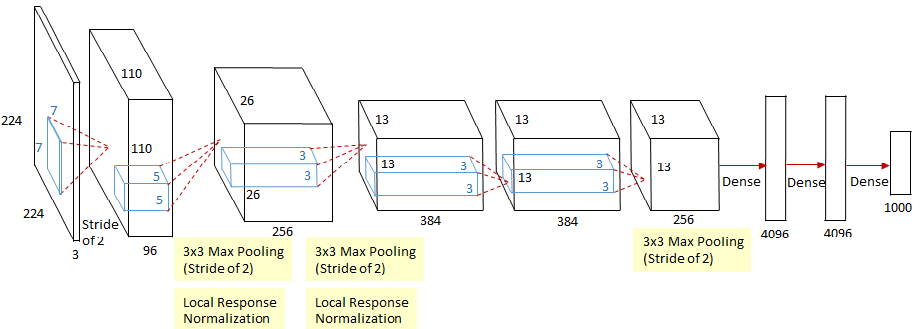 224
7
7
224
3
Stride
of 2
110
110
5
5
96
3x3 Max Pooling
(Stride of 2)
Local Response
Normalization
26
3
3
26
256
3x3 Max Pooling
(Stride of 2)
Local Response
Normalization
13
13
3
3
384
13
13
3
3
384
13
13
256
3x3 Max Pooling
(Stride of 2)
Dense
4096
Dense
4096
Dense
1000